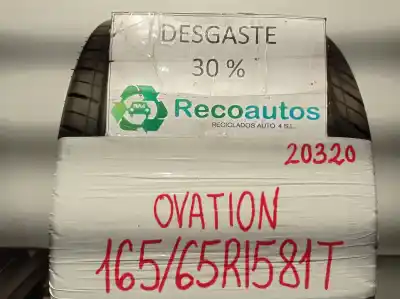 DESGASTE
30 %
Recoautos
RECICLADOS AUTO 4 S.L.
20320
OVATION
165/65R1581T